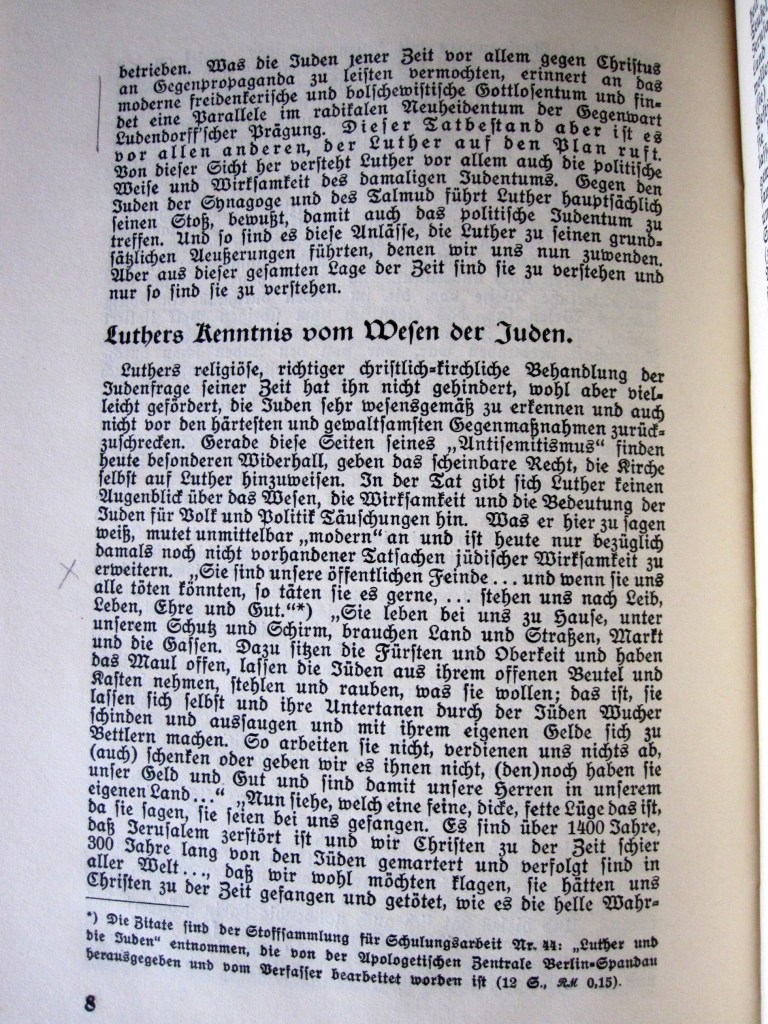 betrieben. Was die Juden jener Zeit vor allem gegen Christus
an Gegenpropaganda zu leisten vermochten, erinnert an das
moderne freidenkerische und bolschewistische Gottlosentum und fin-
det eine Parallele im radikalen Neuheidentum der Gegenwart
Ludendorff'scher Prägung. Dieser Tatbestand aber ist es
vor allen anderen, der Luther auf den Plan ruft.
Von dieser Sicht her versteht Luther vor allem auch die politische
Weise und Wirksamkeit des damaligen Judentums. Gegen den
Juden der Synagoge und des Talmud führt Luther hauptsächlich
seinen Stoß, bewußt, damit auch das politische Judentum zu
treffen. Und so sind es diese Anlässe, die Luther zu seinen grund-
sätzlichen Aeußerungen führten, denen wir uns nun zuwenden.
Aber aus dieser gesamten Lage der Zeit sind sie zu verstehen und
nur so sind sie zu verstehen.
Luthers Kenntnis vom Wesen der Juden.
Luthers religiöse, richtiger christlich-kirchliche Behandlung der
Judenfrage seiner Zeit hat ihn nicht gehindert, wohl aber viel-
leicht gefördert, die Juden sehr wesensgemäß zu erkennen und auch
nicht vor den härtesten und gewaltsamsten Gegenmaßnahmen zurück-
zuschrecken. Gerade diese Seiten seines „Antisemitismus“ finden
heute besonderen Widerhall, geben das scheinbare Recht, die Kirche
selbst auf Luther hinzuweisen. In der Tat gibt sich Luther keinen
Augenblick über das Wesen, die Wirksamkeit und die Bedeutung der
Juden für Volk und Politik Täuschungen hin. Was er hier zu sagen
weiß, mutet unmittelbar „modern“ an und ist heute nur bezüglich
damals noch nicht vorhandener Tatsachen jüdischer Wirksamkeit zu
erweitern. „Sie sind unsere öffentlichen Feinde ... und wenn sie uns
alle töten könnten, so täten sie es gerne, ... stehen uns nach Leib,
Leben, Ehre und Gut.“*) „Sie leben bei uns zu Hause, unter
unserem Schutz und Schirm, brauchen Land und Straßen, Markt
und die Gassen. Dazu sitzen die Fürsten und Oberkeit und haben
das Maul offen, lassen die Jüden aus ihrem offenen Beutel und
Kasten nehmen, stehlen und rauben, was sie wollen; das ist, sie
lassen sich selbst und ihre Untertanen durch der Jüden Wucher
schinden und aussaugen und mit ihrem eigenen Gelde sich zu
Bettlern machen. So arbeiten sie nicht, verdienen uns nichts ab,
(auch) schenken oder geben wir es ihnen nicht, (den)noch haben sie
unser Geld und Gut und sind damit unsere Herren in unserem
eigenen Land ...“ „Nun siehe, welch eine feine, dicke, fette Lüge das ist,
da sie sagen, sie seien bei uns gefangen. Es sind über 1400 Jahre,
daß Jerusalem zerstört ist und wir Christen zu der Zeit schier
300 Jahre lang von den Jüden gemartert und verfolgt sind in
aller Welt ..., daß wir wohl möchten klagen, sie hätten uns
Christen zu der Zeit gefangen und getötet, wie es die helle Wahr-
*) Die Zitate sind der Stoffsammlung für Schulungsarbeit Nr. 44: „Luther und
die Juden“ entnommen, die von der Apologetischen Zentrale Berlin-Spandau
herausgegeben und vom Verfasser bearbeitet worden ist (12 S., RM 0,15).
8